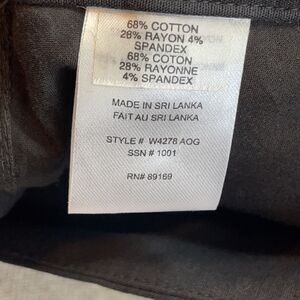 68% COTTON
28% RAYON 4%
SPANDEX
68% COTON
28% RAYONNE
4% SPANDEX
MADE IN SRI LANKA
FAIT AU SRI LANKA
STYLE # W4278 AOG
SSN # 1001
RN# 89169